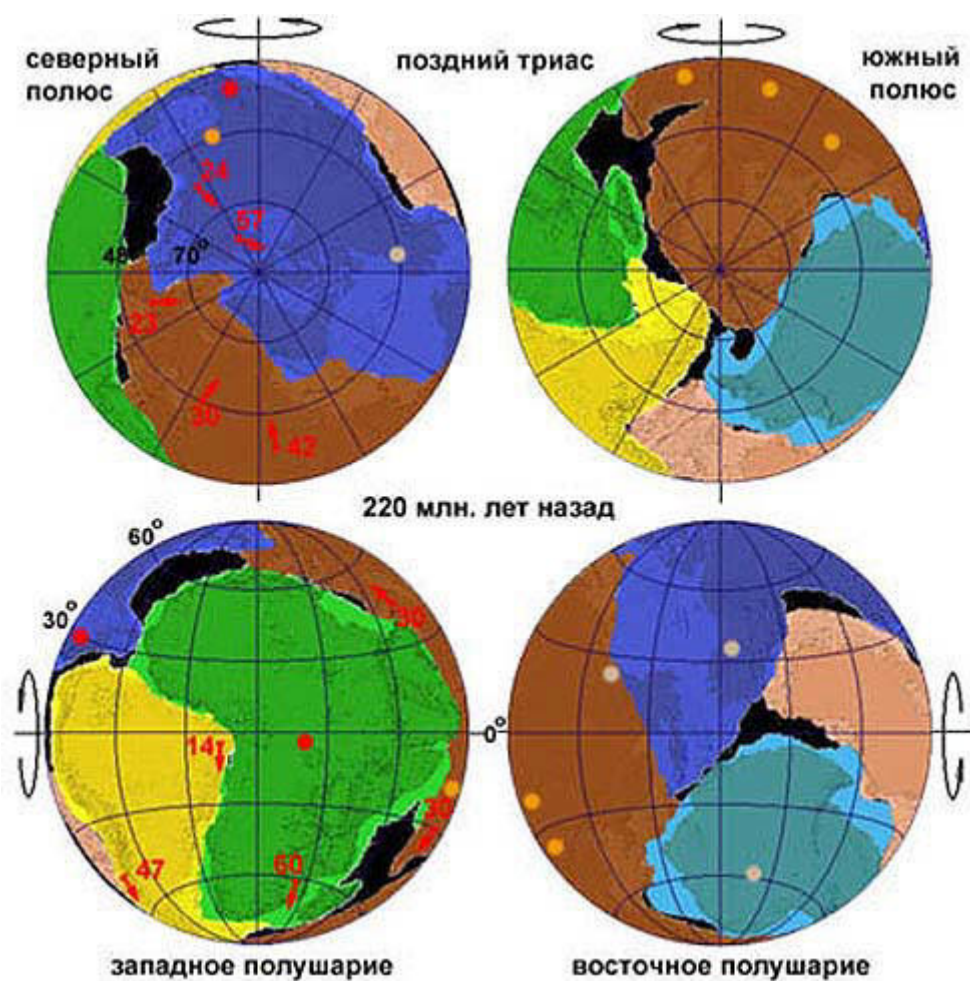 северный
полюс
поздний триас
южный
полюс
24
57
48
70°
23
30
42
220 млн. лет назад
60°
30°
30
0°
14
30
47
60
западное полушарие
восточное полушарие